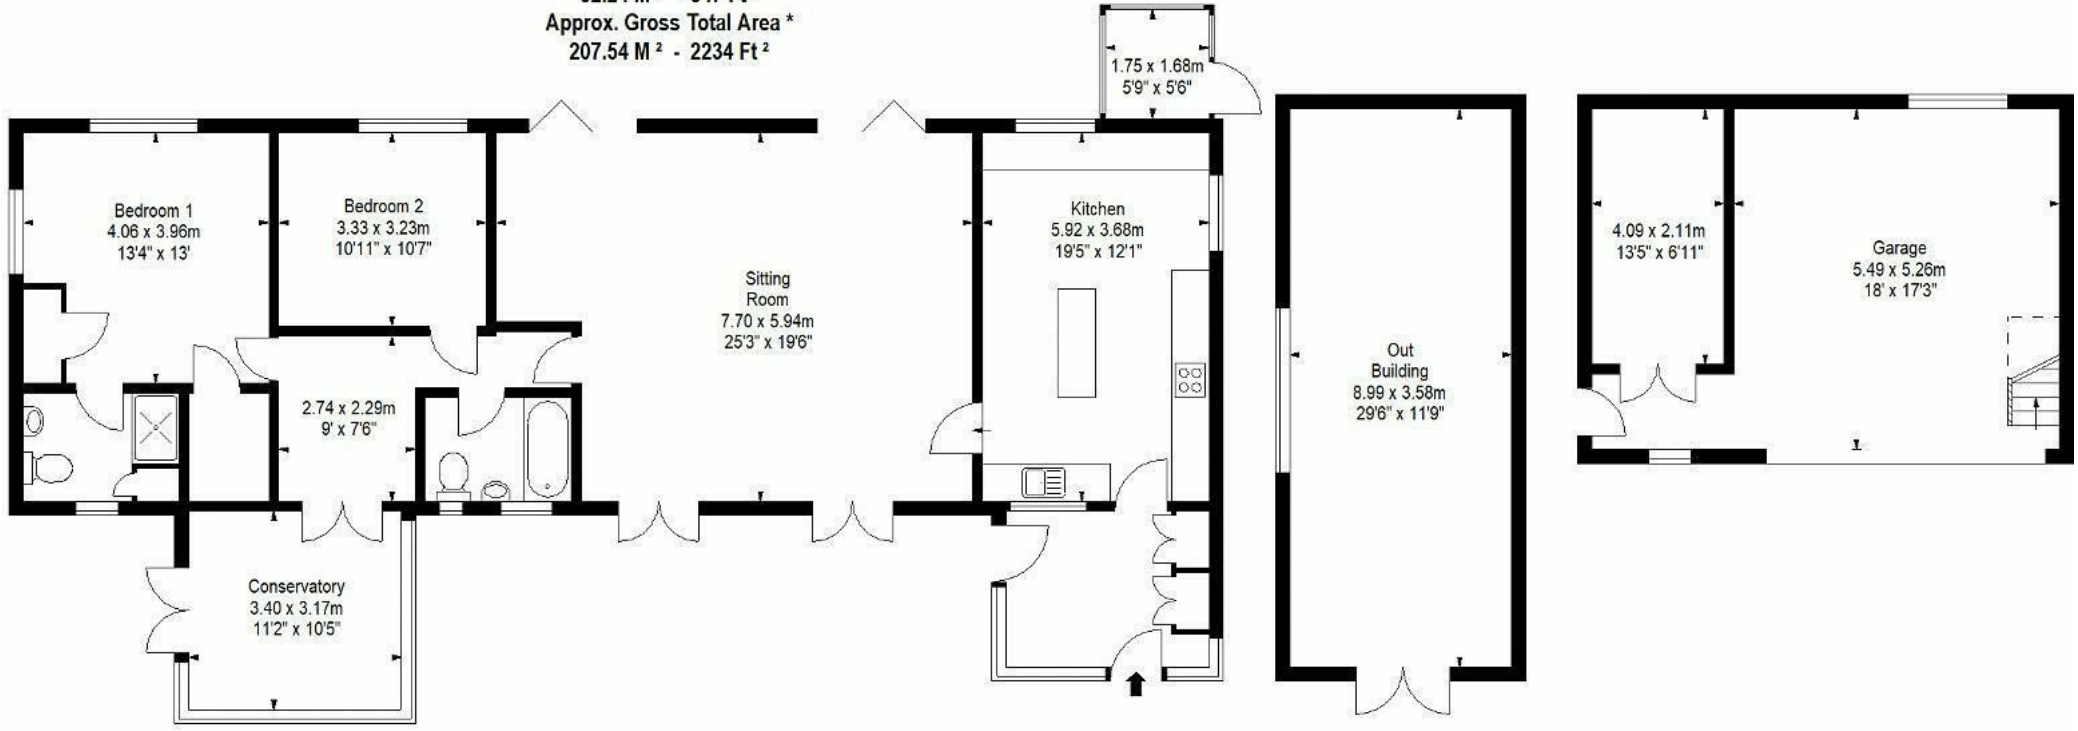 Approx. Gross Total Area *
207.54 M ² - 2234 Ft ²
1.75 x 1.68m
5'9" x 5'6"
Bedroom 1
4.06 x 3.96m
13'4" x 13'
Bedroom 2
3.33 x 3.23m
10'11" x 10'7"
Sitting
Room
7.70 x 5.94m
25'3" x 19'6"
Kitchen
5.92 x 3.68m
19'5" x 12'1"
2.74 x 2.29m
9' x 7'6"
Conservatory
3.40 x 3.17m
11'2" x 10'5"
Out
Building
8.99 x 3.58m
29'6" x 11'9"
4.09 x 2.11m
13'5" x 6'11"
Garage
5.49 x 5.26m
18' x 17'3"